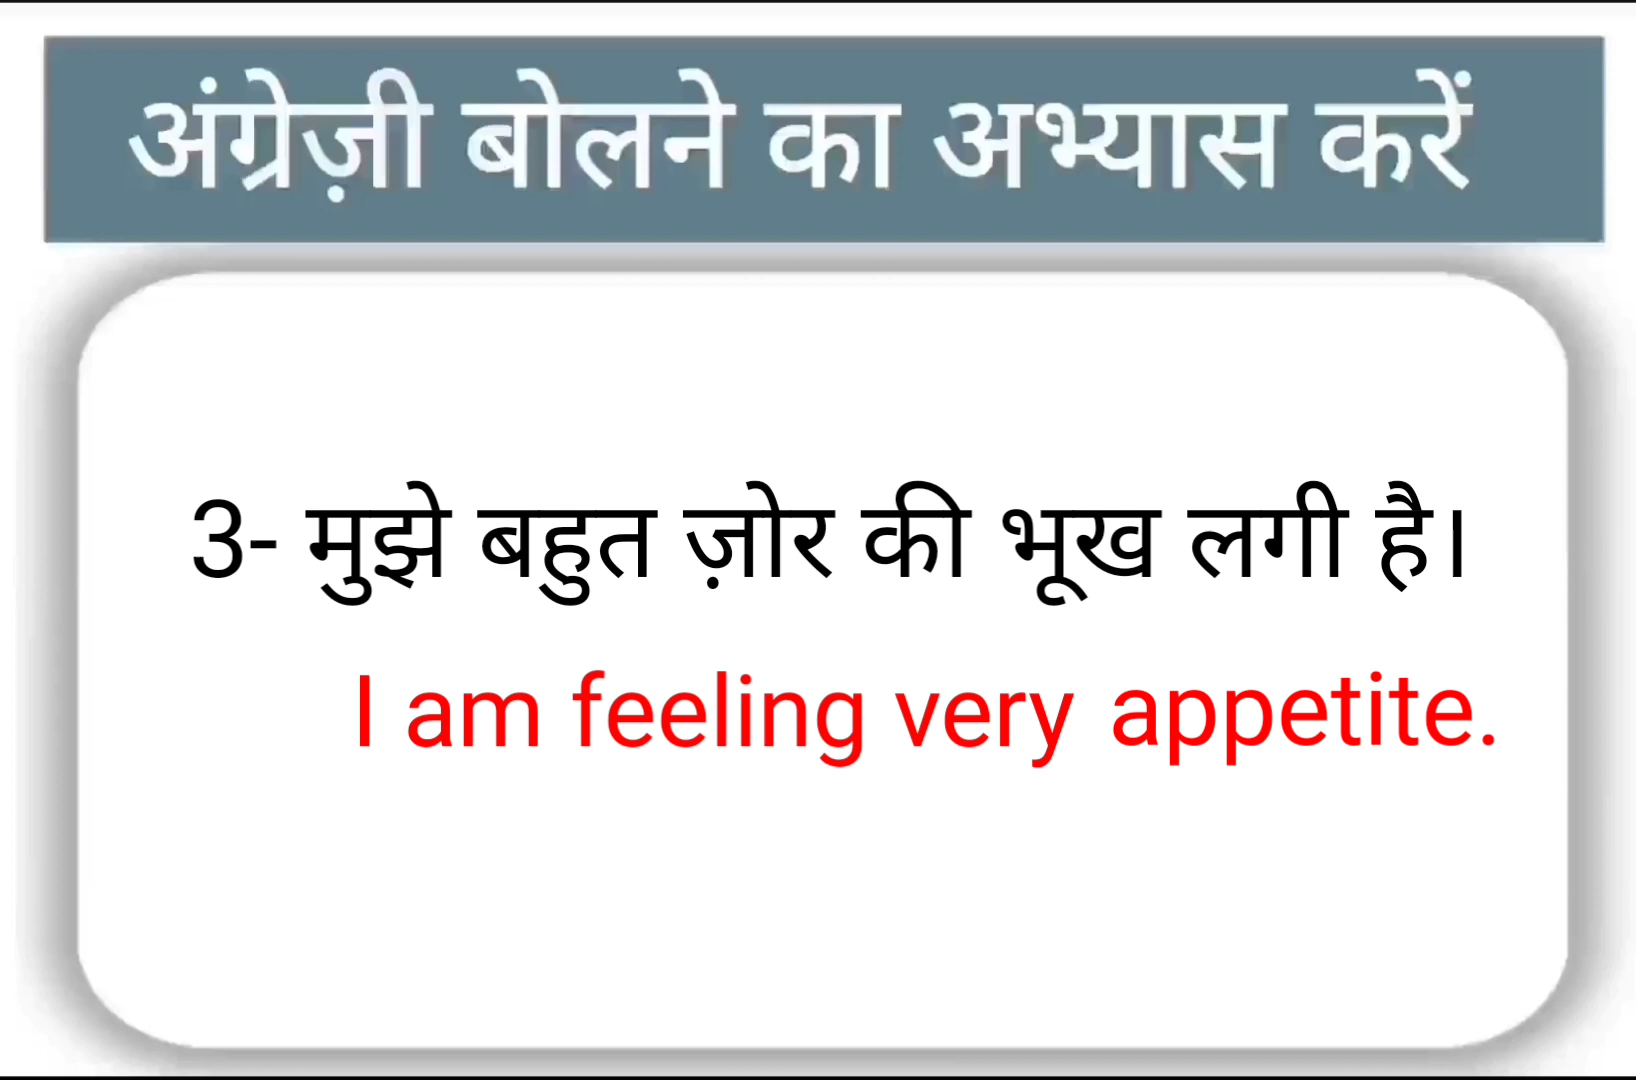 अंग्रेज़ी बोलने का अभ्यास करें
3- मुझे बहुत ज़ोर की भूख लगी है।
I am feeling very appetite.